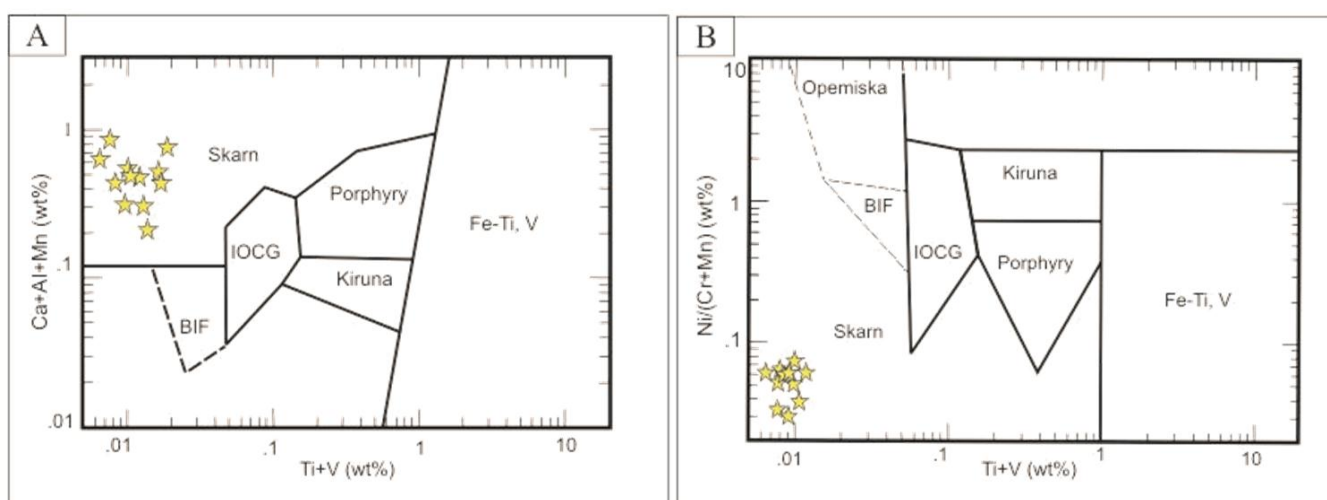 A
Ca+Al+Mn (wt%)
1
.1
.01
Skarn
Porphyry
IOCG
Kiruna
BIF
Fe-Ti, V
.01
.1
1
10
Ti+V (wt%)
B
Ni/(Cr+Mn) (wt%)
10
1
.1
Opemiska
BIF
Kiruna
IOCG
Porphyry
Skarn
Fe-Ti, V
.01
.1
1
10
Ti+V (wt%)